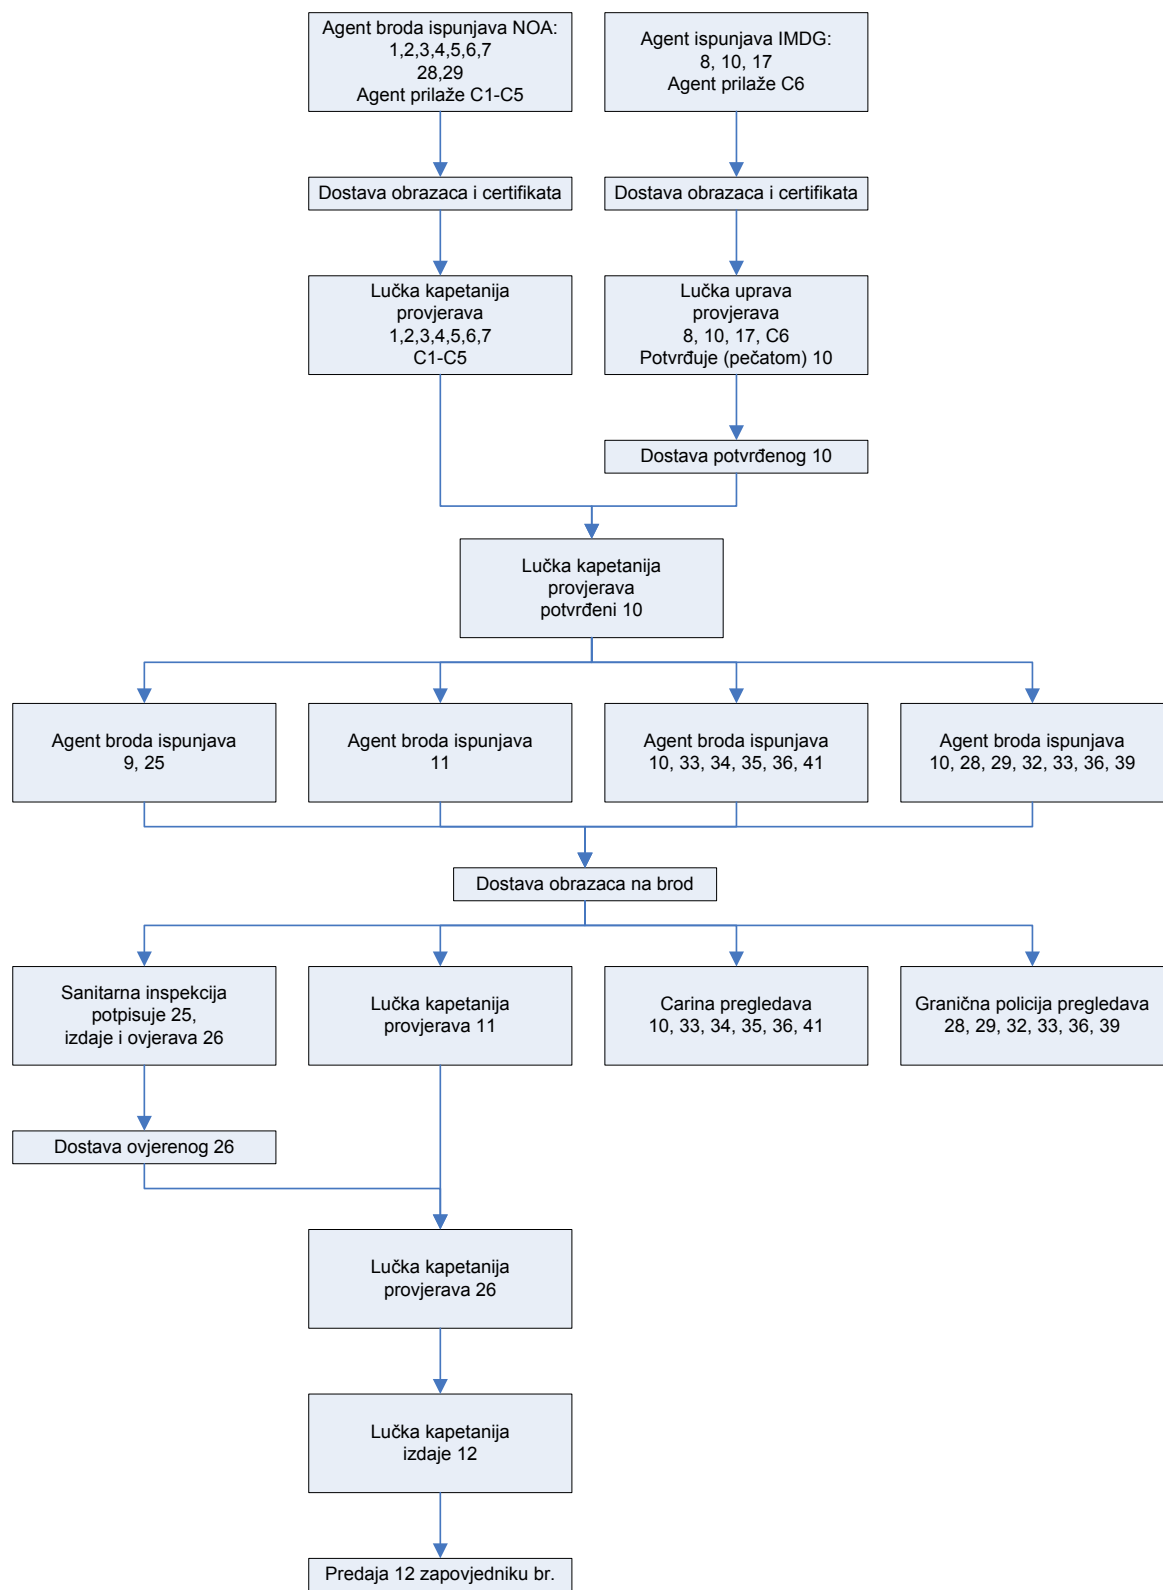 Agent broda ispunjava NOA:
1,2,3,4,5,6,7
28,29
Agent prilaže C1-C5
Agent ispunjava IMDG:
8, 10, 17
Agent prilaže C6
Dostava obrazaca i certifikata
Dostava obrazaca i certifikata
Lučka kapetanija
provjerava
1,2,3,4,5,6,7
C1-C5
Lučka uprava
provjerava
8, 10, 17, C6
Potvrđuje (pečatom) 10
Dostava potvrđenog 10
Lučka kapetanija
provjerava
potvrđeni 10
Agent broda ispunjava
9, 25
Agent broda ispunjava
11
Agent broda ispunjava
10, 33, 34, 35, 36, 41
Agent broda ispunjava
10, 28, 29, 32, 33, 36, 39
Dostava obrazaca na brod
Sanitarna inspekcija
potpisuje 25,
izdaje i ovjerava 26
Lučka kapetanija
provjerava 11
Carina pregledava
10, 33, 34, 35, 36, 41
Granična policija pregledava
28, 29, 32, 33, 36, 39
Dostava ovjerenog 26
Lučka kapetanija
provjerava 26
Lučka kapetanija
izdaje 12
Predaja 12 zapovjedniku br.